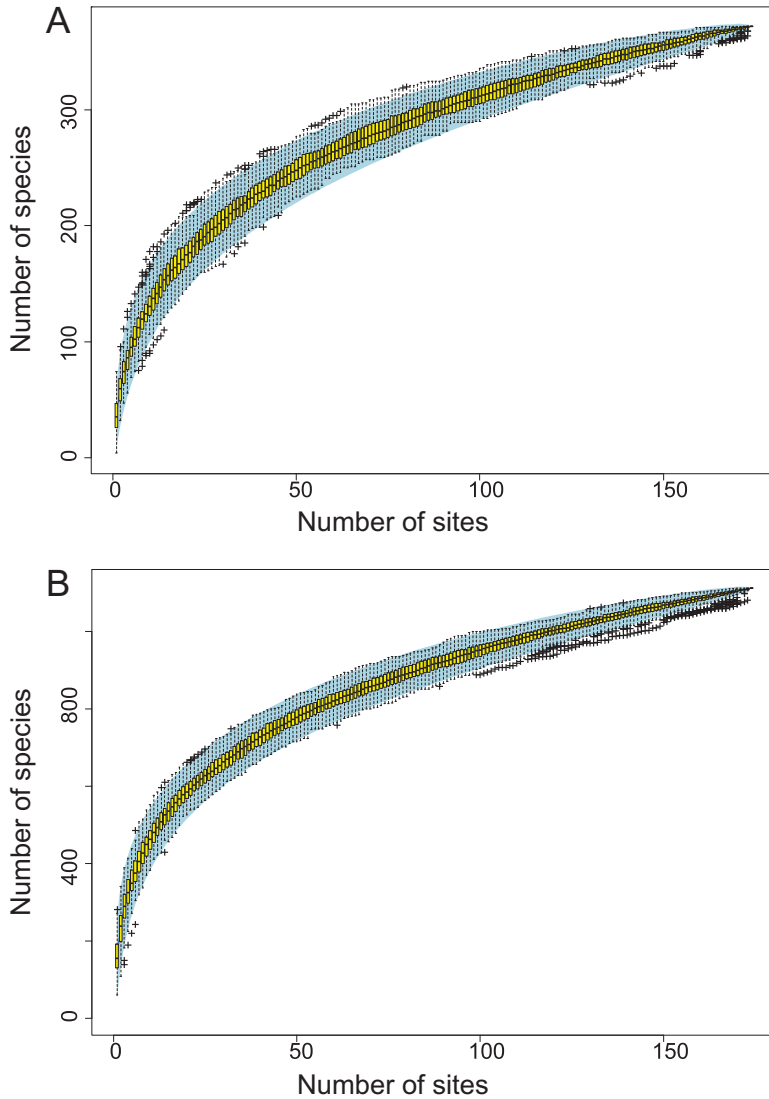 A
Number of species
300
200
100
0
0 50 100 150
Number of sites
B
Number of species
800
400
0
0 50 100 150
Number of sites